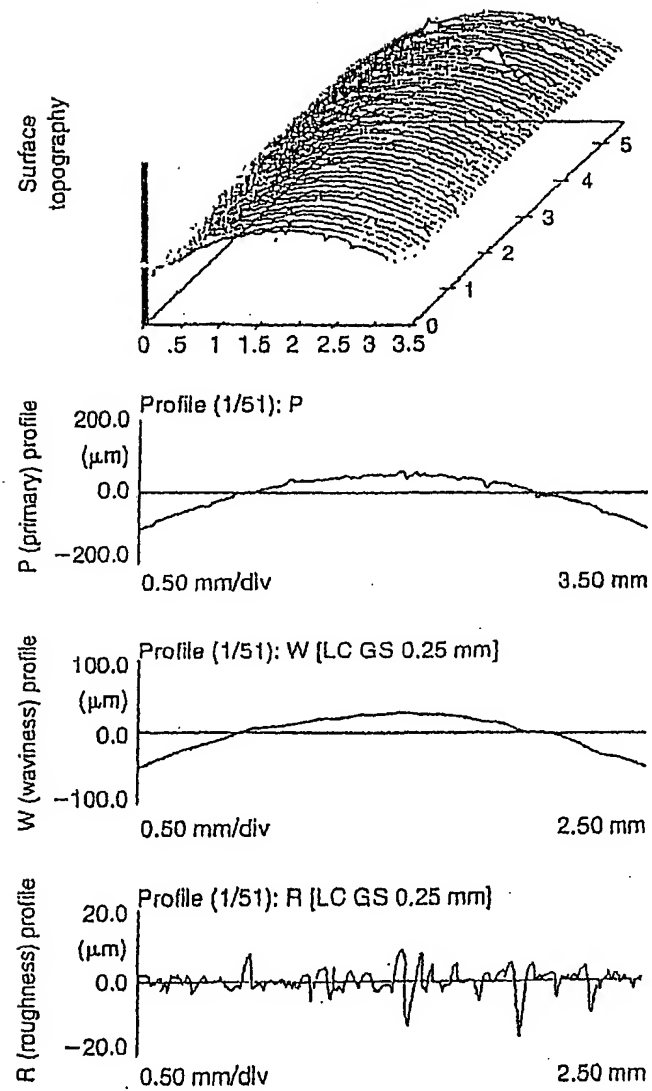 Surface
topography
5
4
3
2
1
0
0 .5 1 1.5 2 2.5 3 3.5
P (primary) profile
Profile (1/51): P
200.0
(μm)
0.0
−200.0
0.50 mm/div 3.50 mm
W (waviness) profile
Profile (1/51): W [LC GS 0.25 mm]
100.0
(μm)
0.0
−100.0
0.50 mm/div 2.50 mm
R (roughness) profile
Profile (1/51): R [LC GS 0.25 mm]
20.0
(μm)
0.0
−20.0
0.50 mm/div 2.50 mm